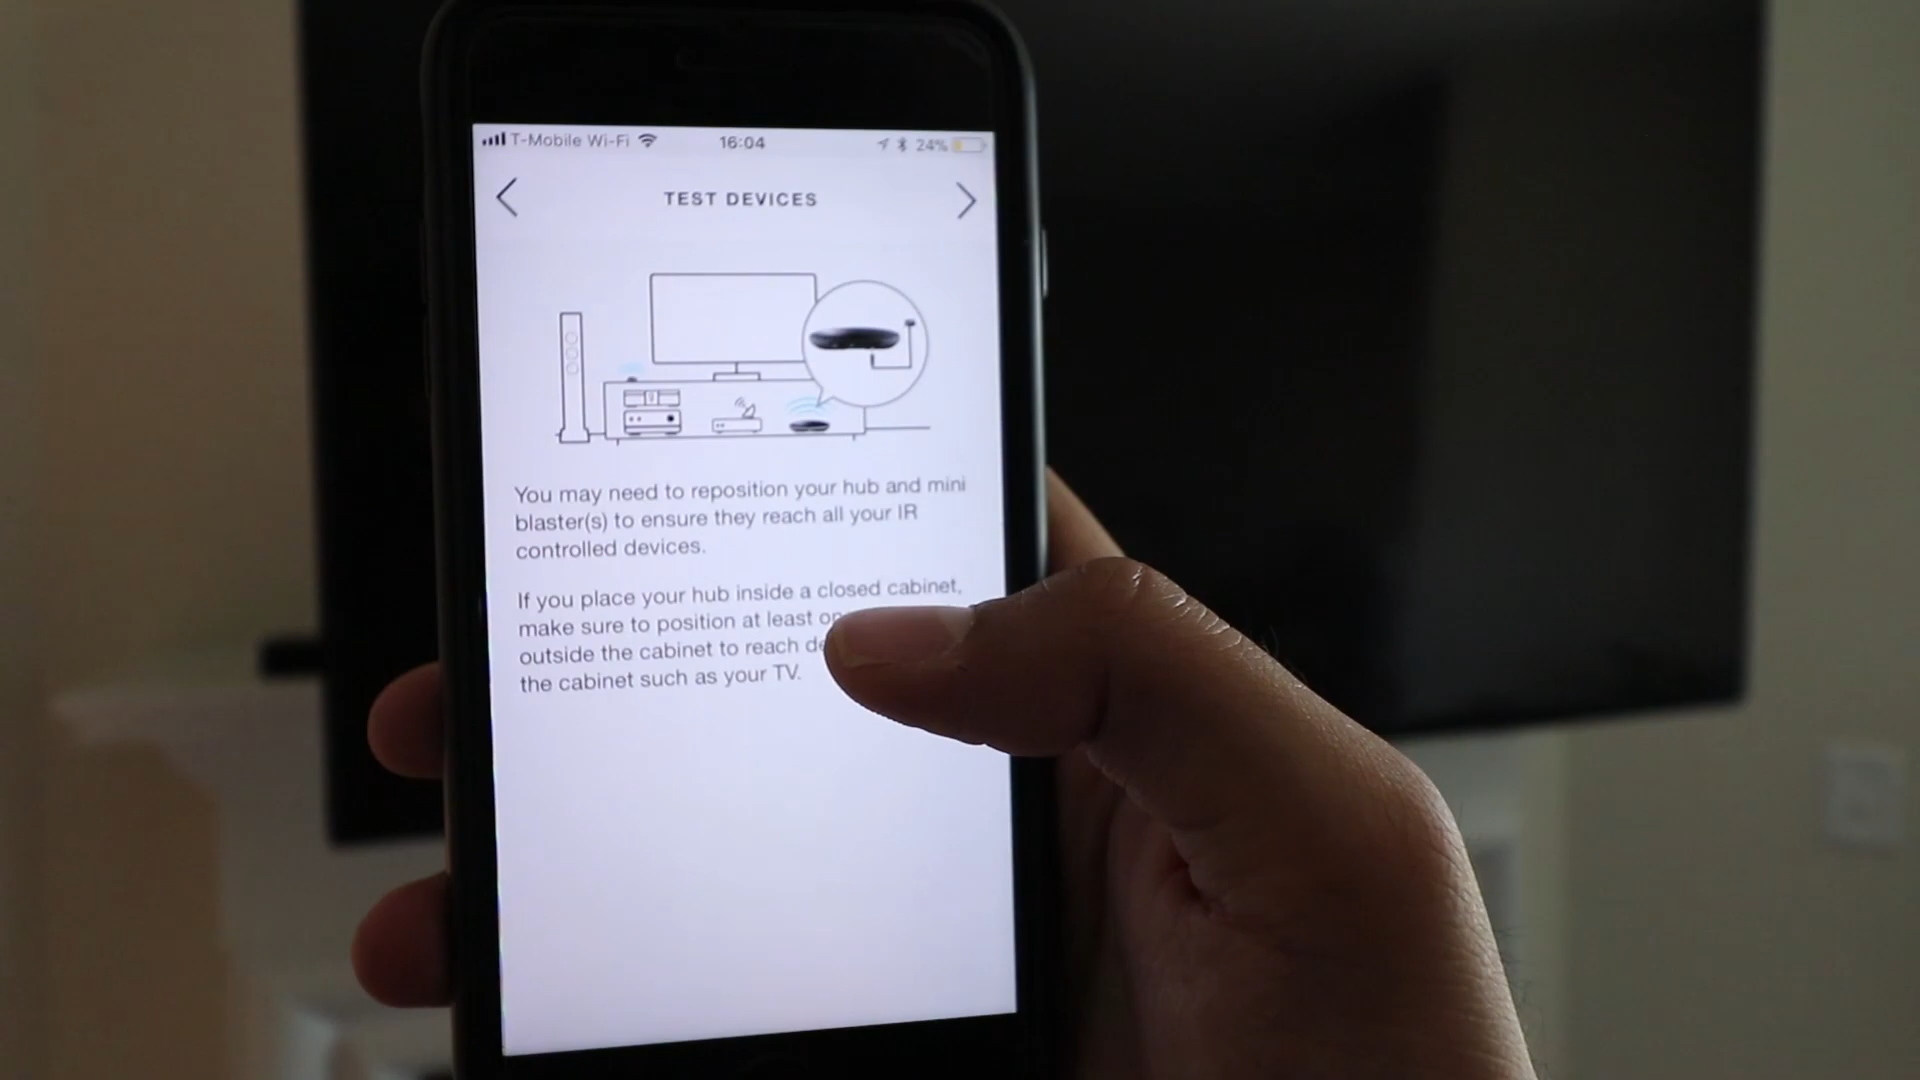 T-Mobile Wi-Fi 16:04 24%
TEST DEVICES
You may need to reposition your hub and mini
blaster(s) to ensure they reach all your IR
controlled devices.
If you place your hub inside a closed cabinet,
make sure to position at least
outside the cabinet to reach
the cabinet such as your TV.